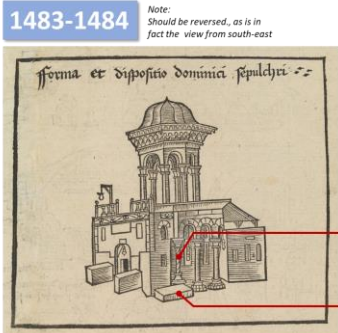 1483-1484
Note:
Should be reversed., as is in
fact the view from south-east
fforma et dispositio dominici sepulchri